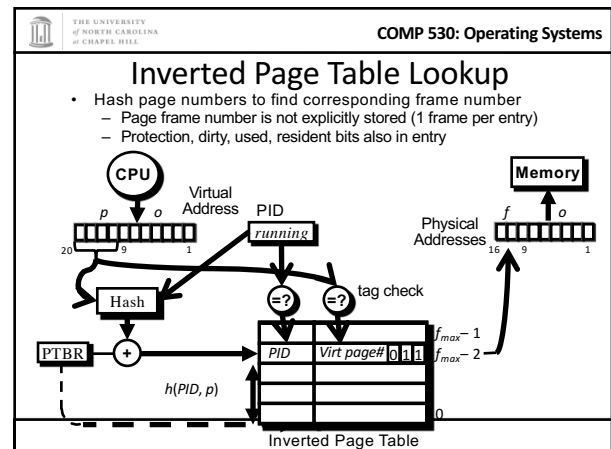 THE UNIVERSITY
of NORTH CAROLINA
at CHAPEL HILL
COMP 530: Operating Systems
Inverted Page Table Lookup
• Hash page numbers to find corresponding frame number
– Page frame number is not explicitly stored (1 frame per entry)
– Protection, dirty, used, resident bits also in entry
CPU
Memory
Virtual
Address
PID
p o
running
Physical
Addresses
f o
20 9 1
16 9 1
Hash
=?
=?
tag check
PTBR
+
PID
Virt page#
0 1 1
fmax – 1
fmax – 2
h(PID, p)
0
Inverted Page Table